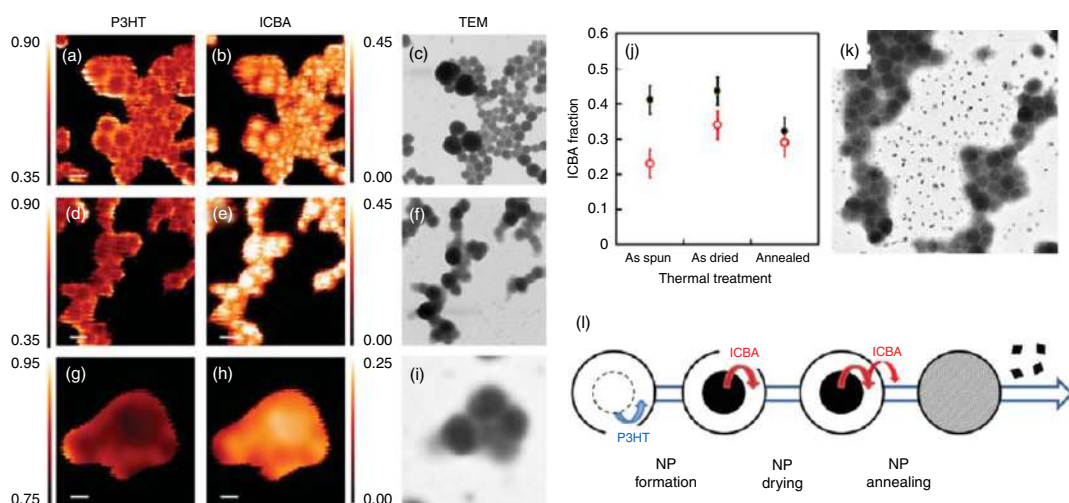 P3HT ICBA TEM
0.90 (a) (b) 0.45 (c)
0.35 0.00
0.90 (d) (e) 0.45 (f)
0.35 0.00
0.95 (g) (h) 0.25 (i)
0.75 0.00
(j)
0.6
0.5
0.4
0.3
0.2
0.1
0
ICBA fraction
As spun As dried Annealed
Thermal treatment
(k)
(l)
ICBA ICBA
P3HT
NP NP NP
formation drying annealing